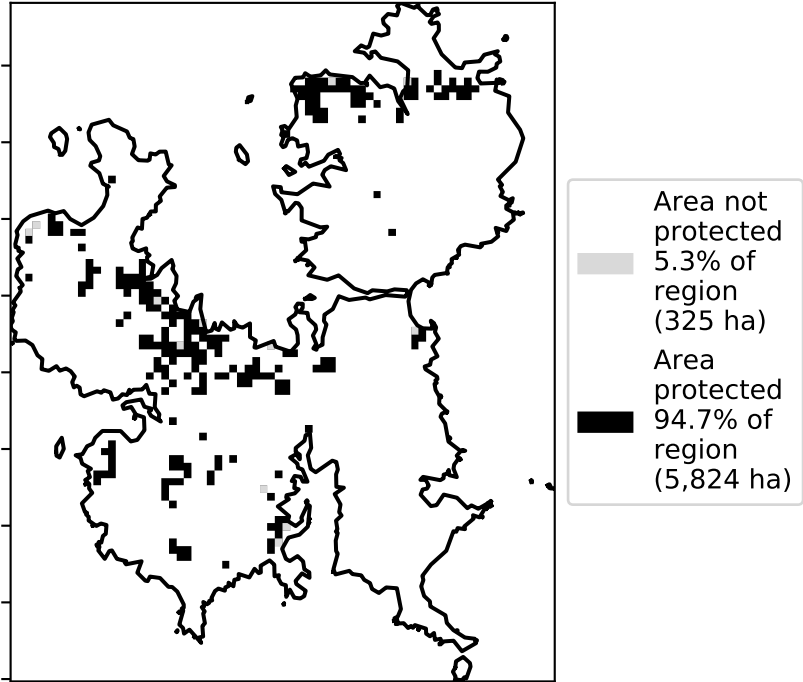 Area not
protected
5.3% of
region
(325 ha)
Area
protected
94.7% of
region
(5,824 ha)